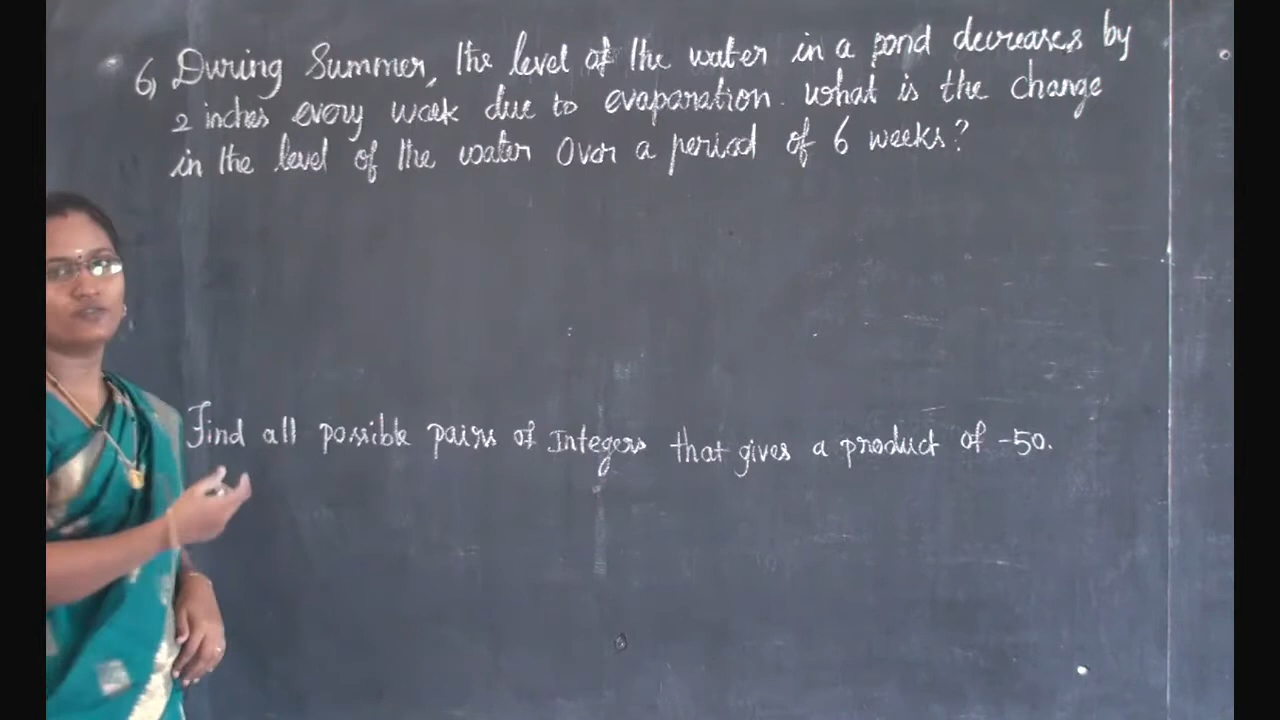 6, During Summer, the level of the water in a pond decreases by
2 inches every week due to evaporation. What is the change
in the level of the water over a period of 6 weeks?
Find all possible pairs of Integers that gives a product of -50.